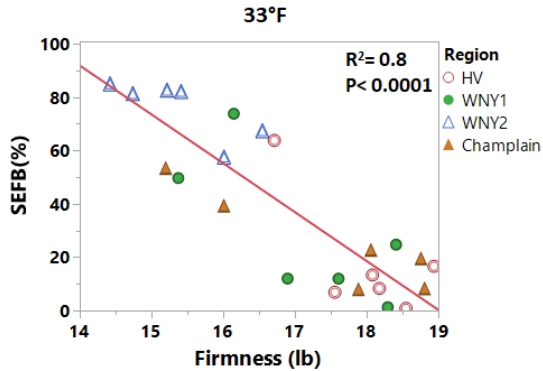 33°F
100
80
60
40
20
0
SEFB(%)
R²= 0.8
P< 0.0001
Region
HV
WNY1
WNY2
Champlain
14 15 16 17 18 19
Firmness (lb)